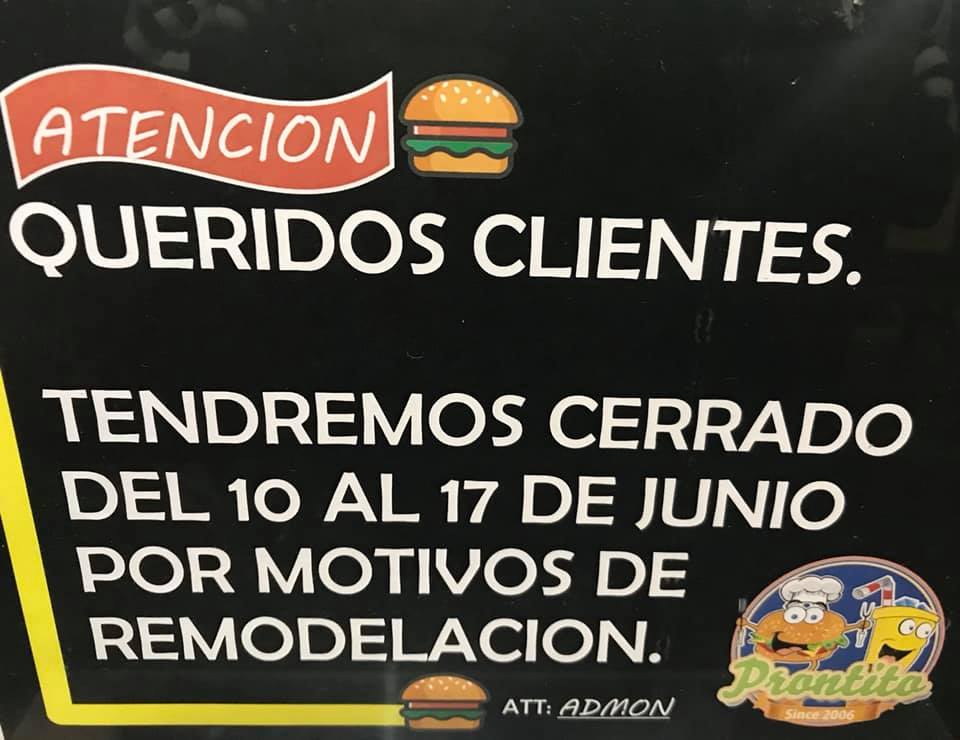 ATENCION
QUERIDOS CLIENTES.
TENDREMOS CERRADO
DEL 10 AL 17 DE JUNIO
POR MOTIVOS DE
REMODELACION.
ATT: ADMON
Prontito
Since 2006